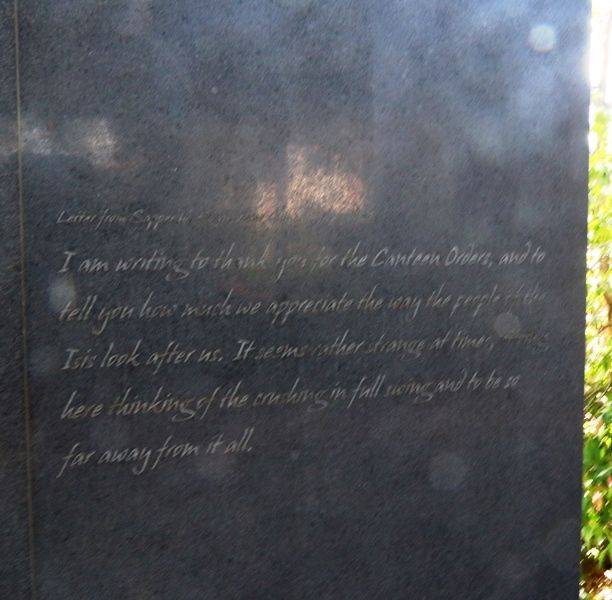 Letter from Sapper
I am writing to thank you for the Canteen Orders, and to
tell you how much we appreciate the way the people of the
Isis look after us. It seems rather strange at times,
here thinking of the crushing in full swing and to be so
far away from it all.